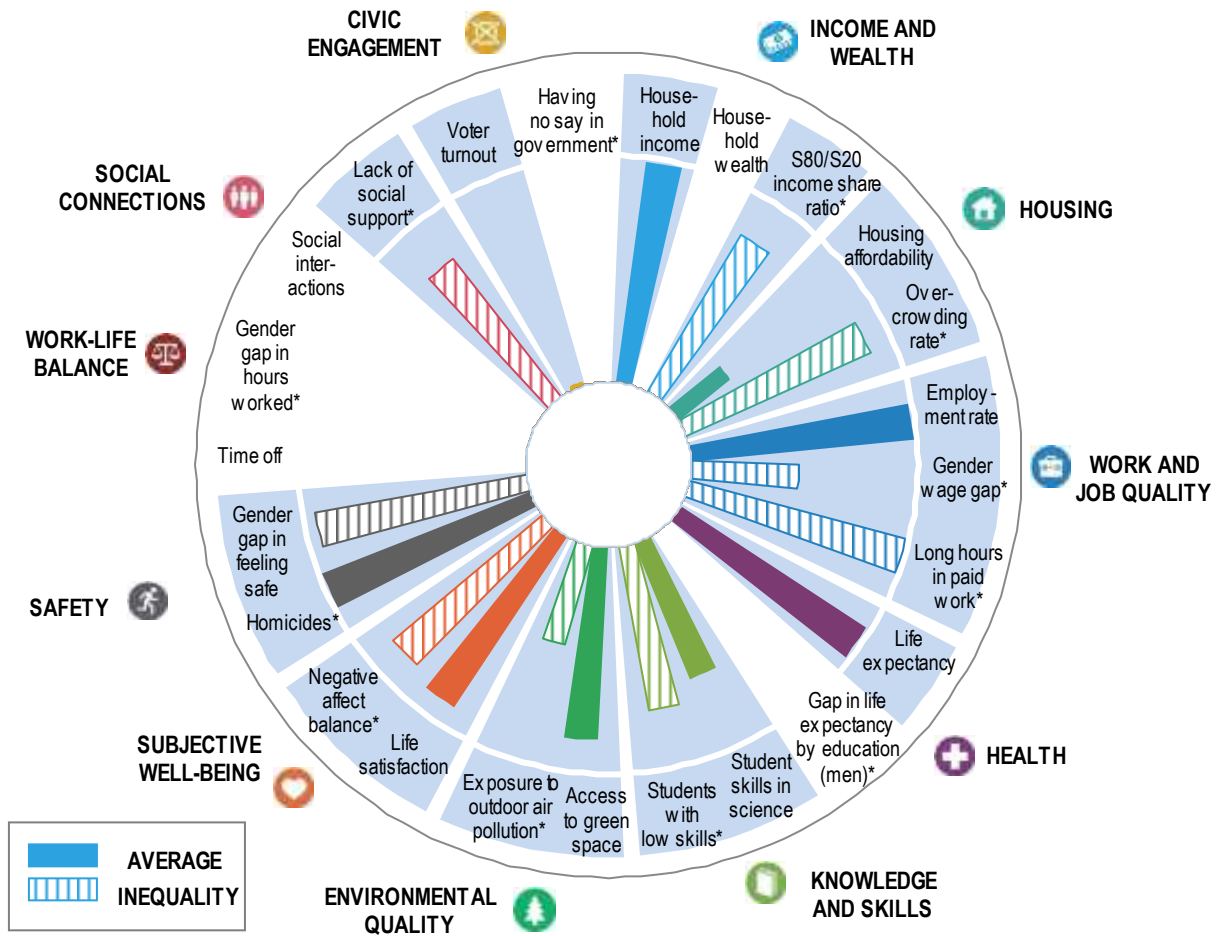 CIVIC
ENGAGEMENT
INCOME AND
WEALTH
HOUSING
WORK AND
JOB QUALITY
HEALTH
KNOWLEDGE
AND SKILLS
ENVIRONMENTAL
QUALITY
SUBJECTIVE
WELL-BEING
SAFETY
WORK-LIFE
BALANCE
SOCIAL
CONNECTIONS
Having
no say in
government*
House-
hold
income
House-
hold
wealth
S80/S20
income share
ratio*
Housing
affordability
Over-
crowding
rate*
Employ-
ment rate
Gender
wage gap*
Long hours
in paid
work*
Life
expectancy
Gap in life
expectancy
by education
(men)*
Student
skills in
science
Students
with
low skills*
Access
to green
space
Exposure to
outdoor air
pollution*
Life
satisfaction
Negative
affect
balance*
Homicides*
Gender
gap in
feeling
safe
Time off
Gender
gap in
hours
worked*
Social
inter-
actions
Lack of
social
support*
Voter
turnout
AVERAGE
INEQUALITY